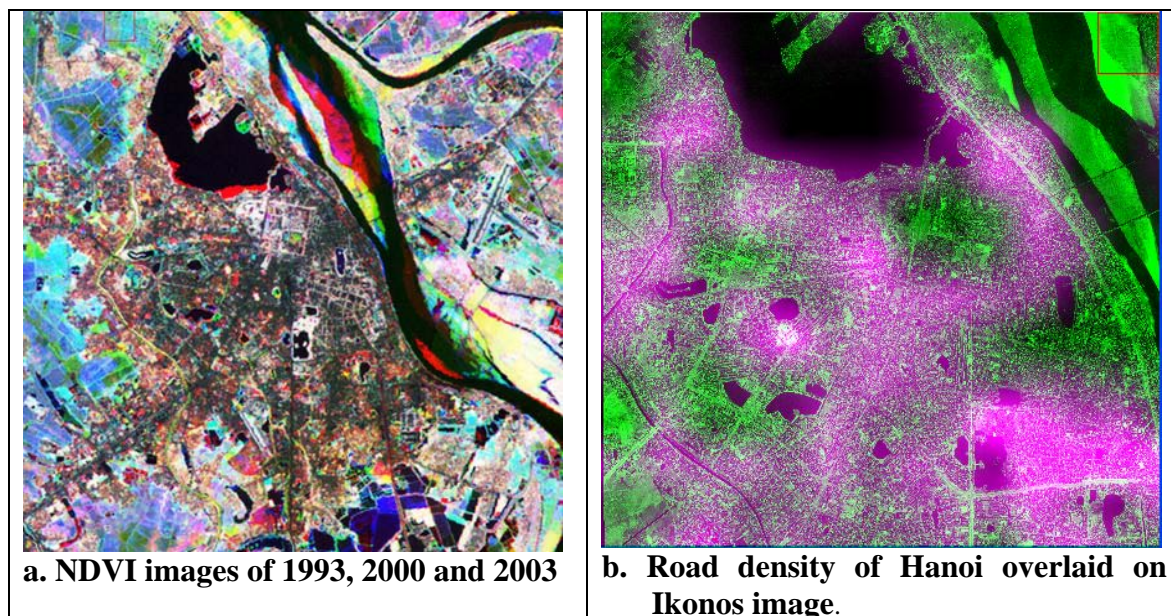 a. NDVI images of 1993, 2000 and 2003
b. Road density of Hanoi overlaid on
Ikonos image.